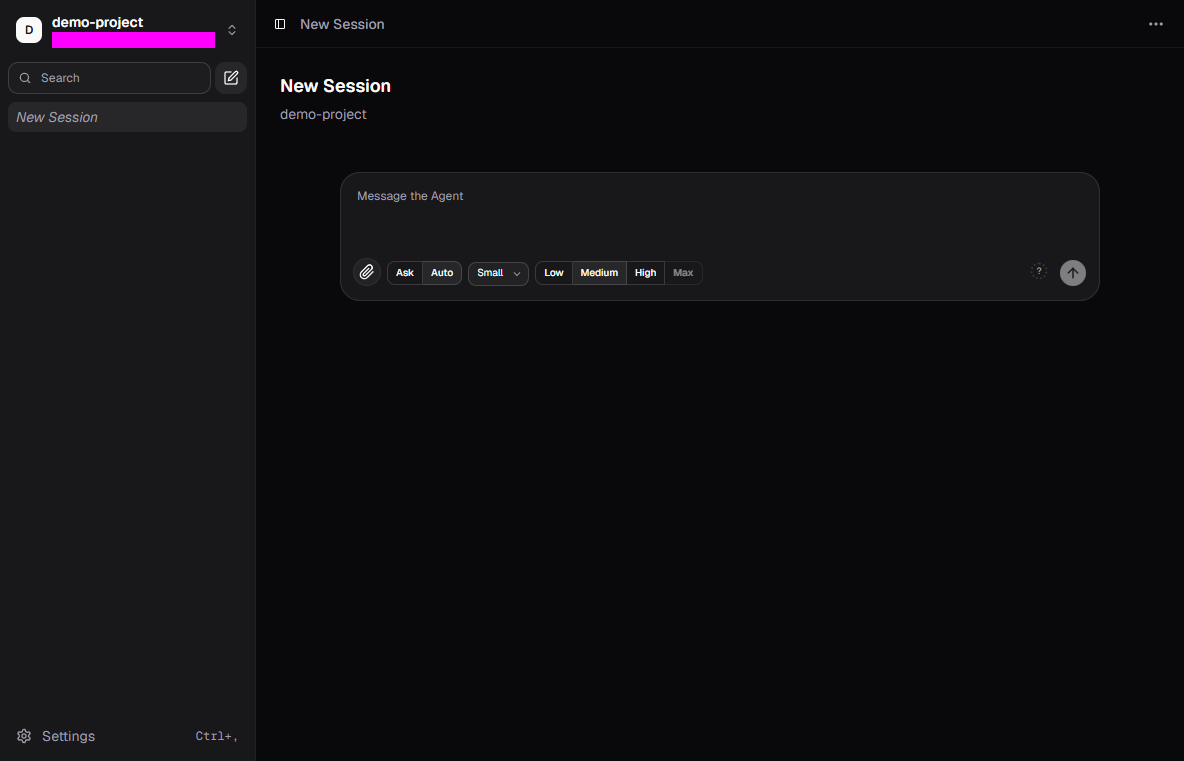 D
demo-project
Search
New Session
Settings
Ctrl+,
New Session
New Session
demo-project
Message the Agent
Ask
Auto
Small
Low
Medium
High
Max
?